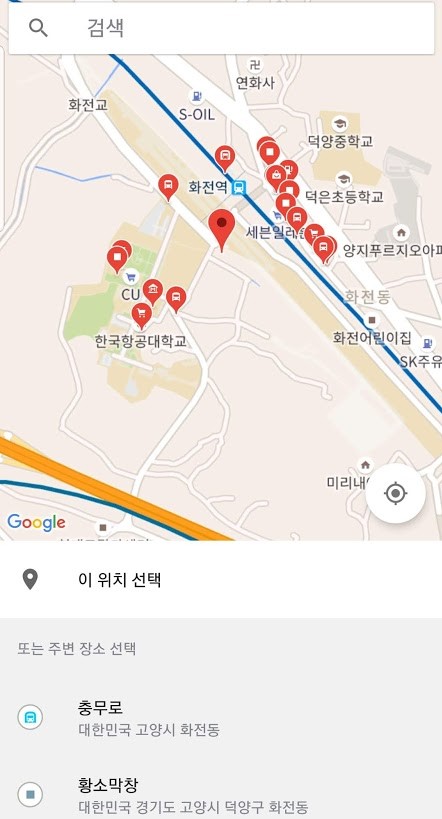 검색
연화사
화전교
S-OIL
덕양중학교
화전역
덕은초등학교
세븐일레
양지푸르지오아파
CU
화전동
화전어린이집
한국항공대학교
SK주유
미리내
Google
이 위치 선택
또는 주변 장소 선택
충무로
대한민국 고양시 화전동
황소막창
대한민국 경기도 고양시 덕양구 화전동